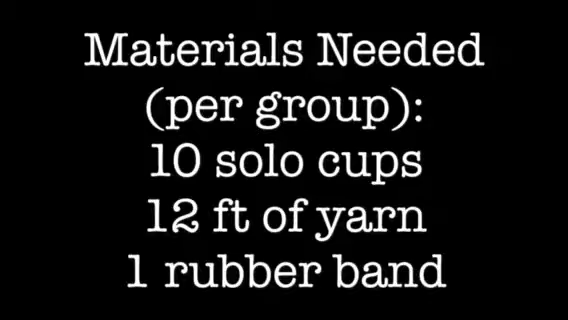 Materials Needed
(per group):
10 solo cups
12 ft of yarn
1 rubber band